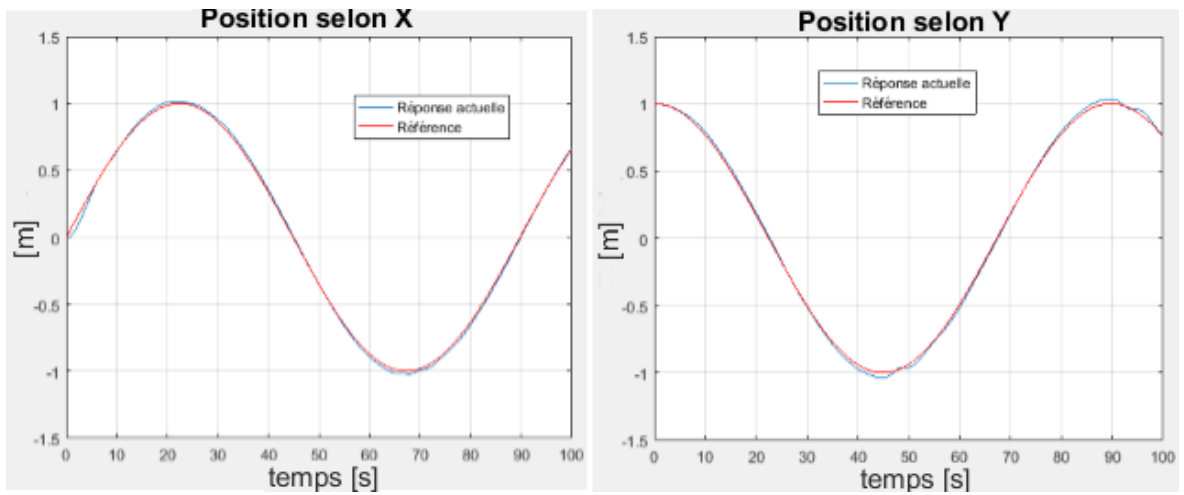 Position selon X
1.5
1
0.5
0
-0.5
-1
-1.5
[m]
Réponse actuelle
Référence
0 10 20 30 40 50 60 70 80 90 100
temps [s]
Position selon Y
1.5
1
0.5
0
-0.5
-1
-1.5
[m]
Réponse actuelle
Référence
0 10 20 30 40 50 60 70 80 90 100
temps [s]